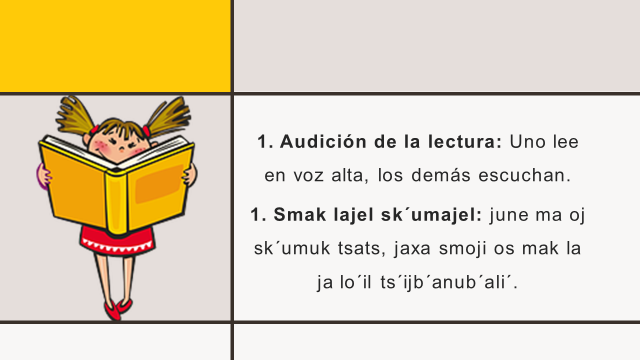 1. Audición de la lectura: Uno lee
en voz alta, los demás escuchan.
1. Smak lajel sk´umajel: june ma oj
sk´umuk tsats, jaxa smoji os mak la
ja lo´il ts´ijb´anub´ali´.